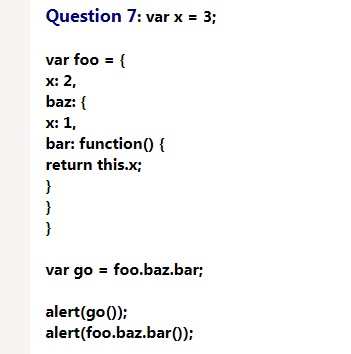 Question 7: var x = 3;
var foo = {
x: 2,
baz: {
x: 1,
bar: function() {
return this.x;
}
}
}
var go = foo.baz.bar;
alert(go());
alert(foo.baz.bar());